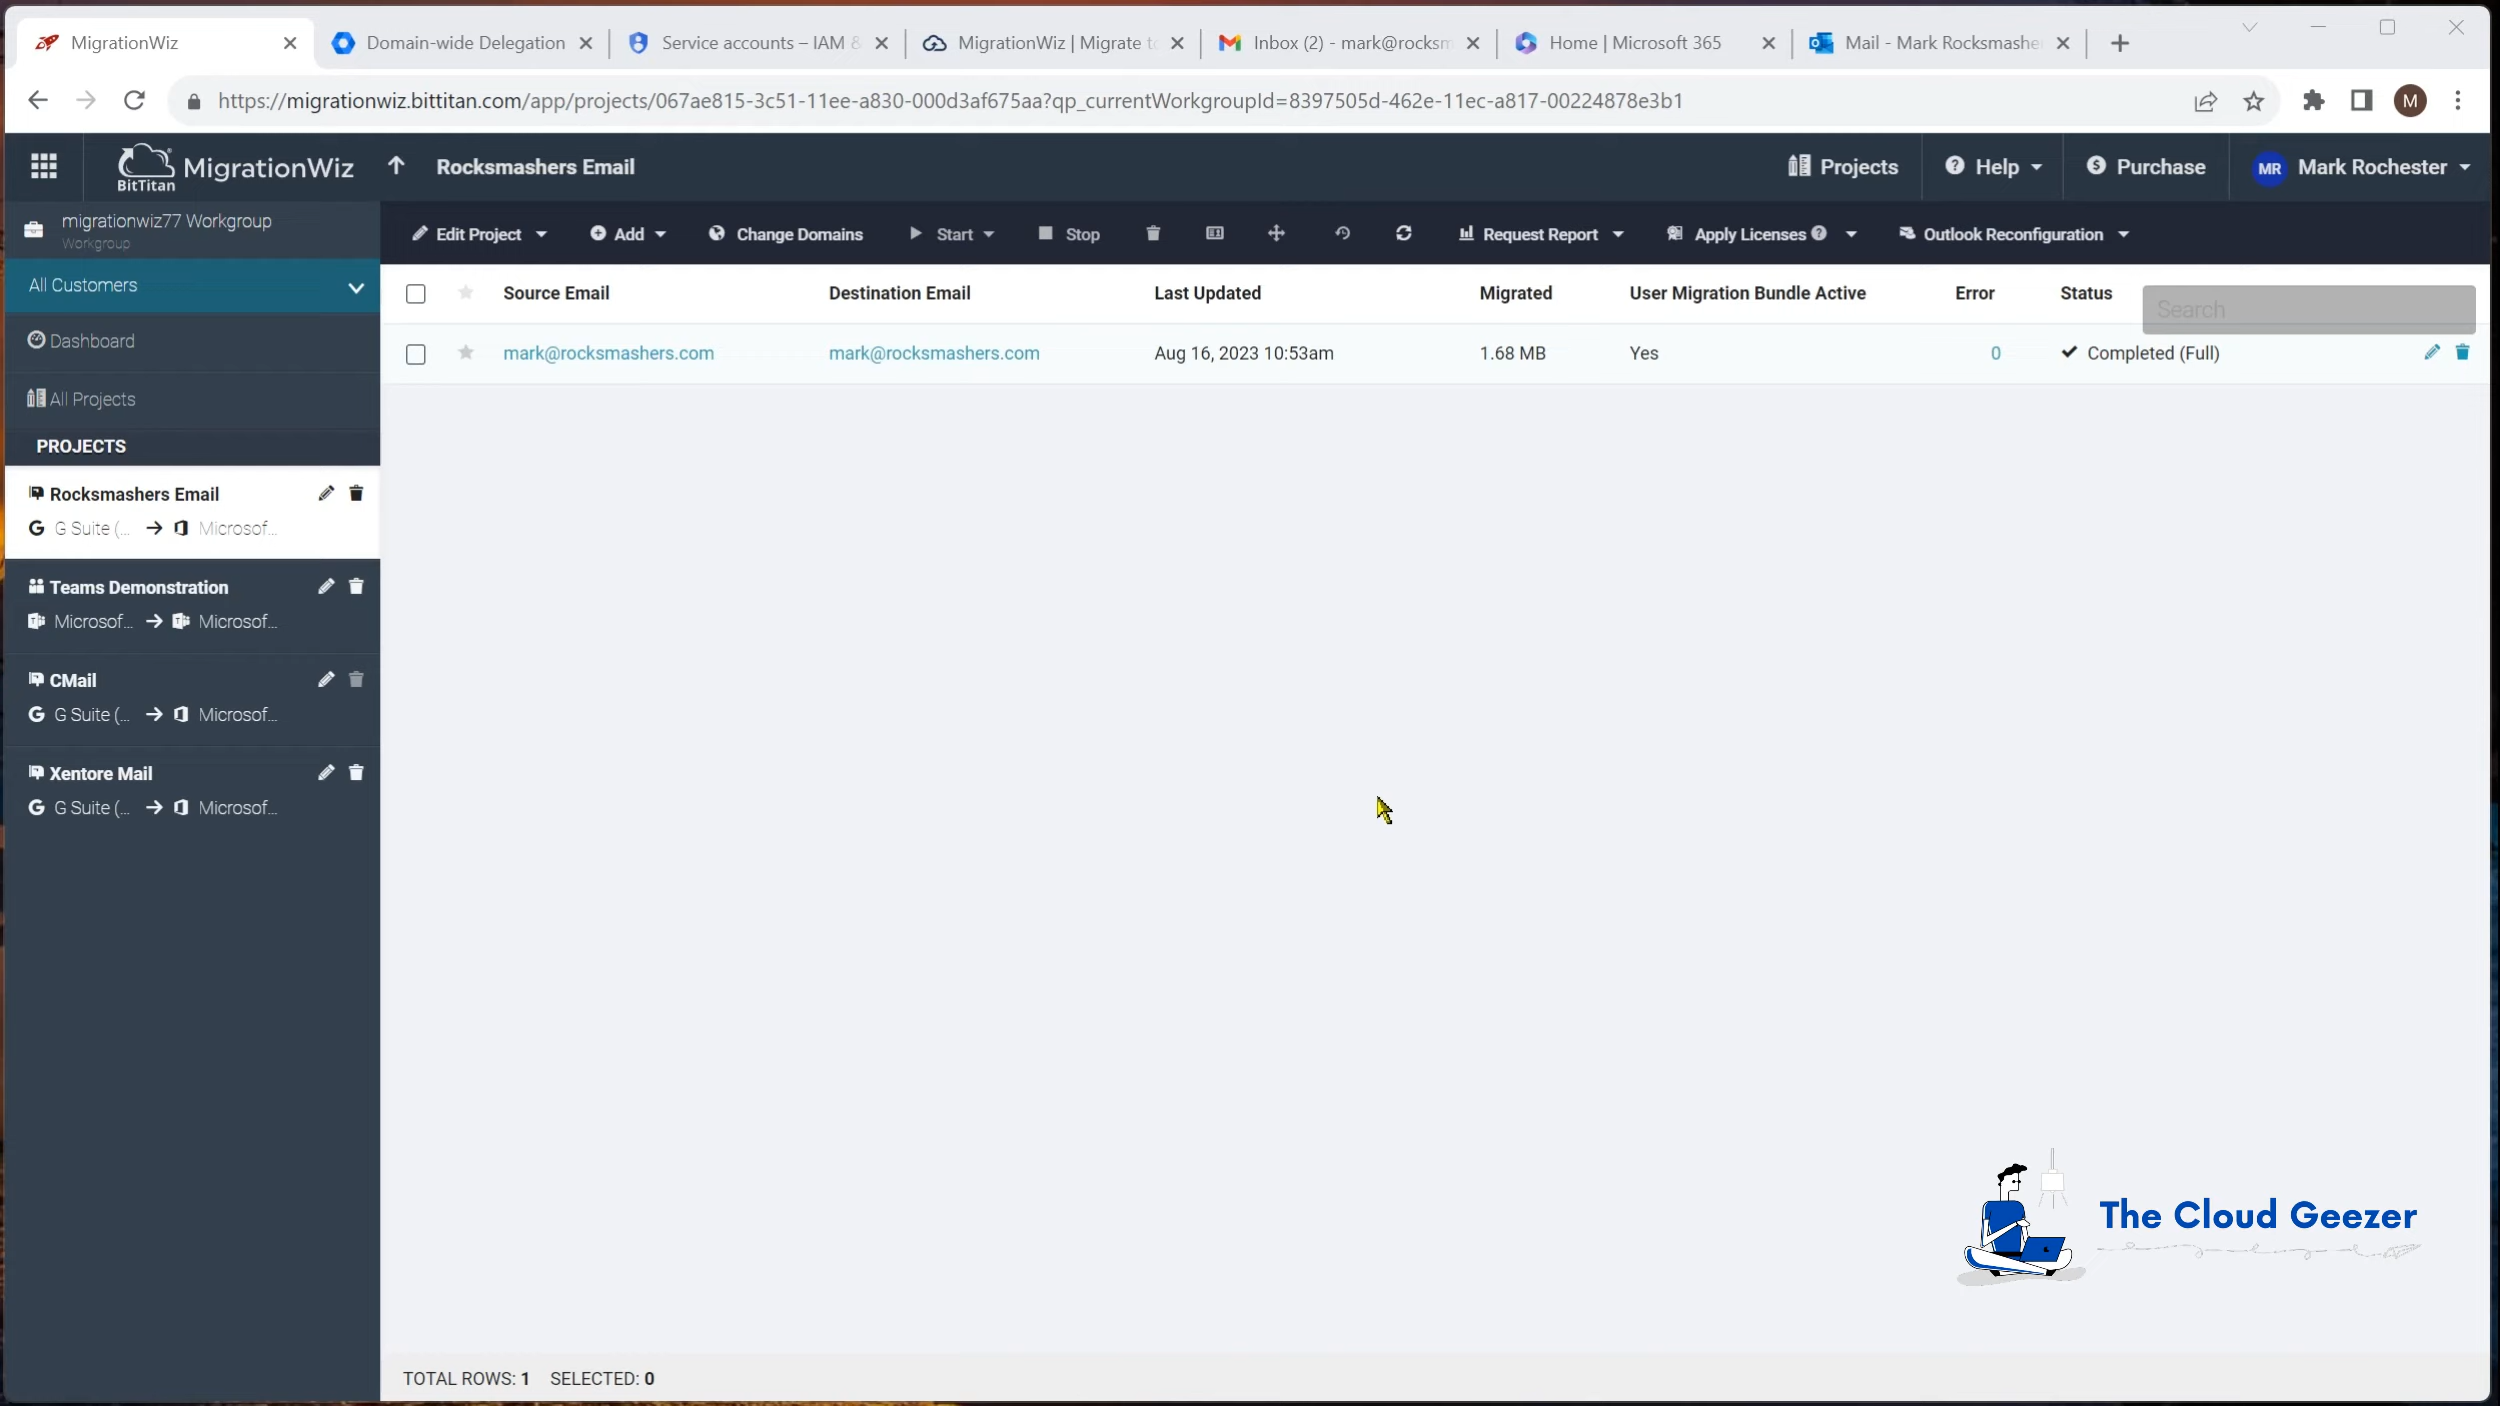 MigrationWiz
Domain-wide Delegation
Service accounts – IAM &
MigrationWiz | Migrate to
Inbox (2) - mark@rocksm
Home | Microsoft 365
Mail - Mark Rocksmashe
https://migrationwiz.bittitan.com/app/projects/067ae815-3c51-11ee-a830-000d3af675aa?qp_currentWorkgroupId=8397505d-462e-11ec-a817-00224878e3b1
M
BitTitan MigrationWiz
Rocksmashers Email
Projects
Help
Purchase
MR Mark Rochester
migrationwiz77 Workgroup
Workgroup
Edit Project
Add
Change Domains
Start
Stop
Request Report
Apply Licenses
Outlook Reconfiguration
All Customers
Source Email Destination Email Last Updated Migrated User Migration Bundle Active Error Status
Search
Dashboard
mark@rocksmashers.com mark@rocksmashers.com Aug 16, 2023 10:53am 1.68 MB Yes 0 Completed (Full)
All Projects
PROJECTS
Rocksmashers Email
G G Suite (... Microsof...
Teams Demonstration
Microsof... Microsof...
CMail
G G Suite (... Microsof...
Xentore Mail
G G Suite (... Microsof...
The Cloud Geezer
TOTAL ROWS: 1 SELECTED: 0